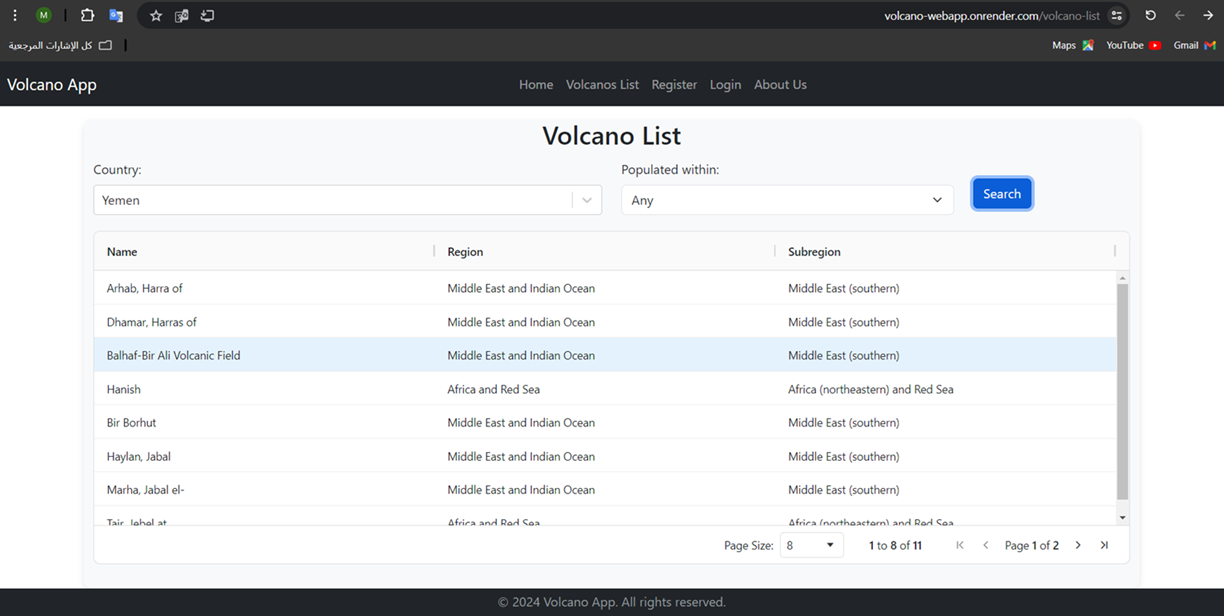 volcano-webapp.onrender.com/volcano-list
كل الإشارات المرجعية
Maps YouTube Gmail
Volcano App Home Volcanos List Register Login About Us
Volcano List
Country: Populated within:
Yemen Any Search
Name Region Subregion
Arhab, Harra of Middle East and Indian Ocean Middle East (southern)
Dhamar, Harras of Middle East and Indian Ocean Middle East (southern)
Balhaf-Bir Ali Volcanic Field Middle East and Indian Ocean Middle East (southern)
Hanish Africa and Red Sea Africa (northeastern) and Red Sea
Bir Borhut Middle East and Indian Ocean Middle East (southern)
Haylan, Jabal Middle East and Indian Ocean Middle East (southern)
Marha, Jabal el- Middle East and Indian Ocean Middle East (southern)
Tair, Jebel at Africa and Red Sea Africa (northeastern) and Red Sea
Page Size: 8 1 to 8 of 11 Page 1 of 2
© 2024 Volcano App. All rights reserved.